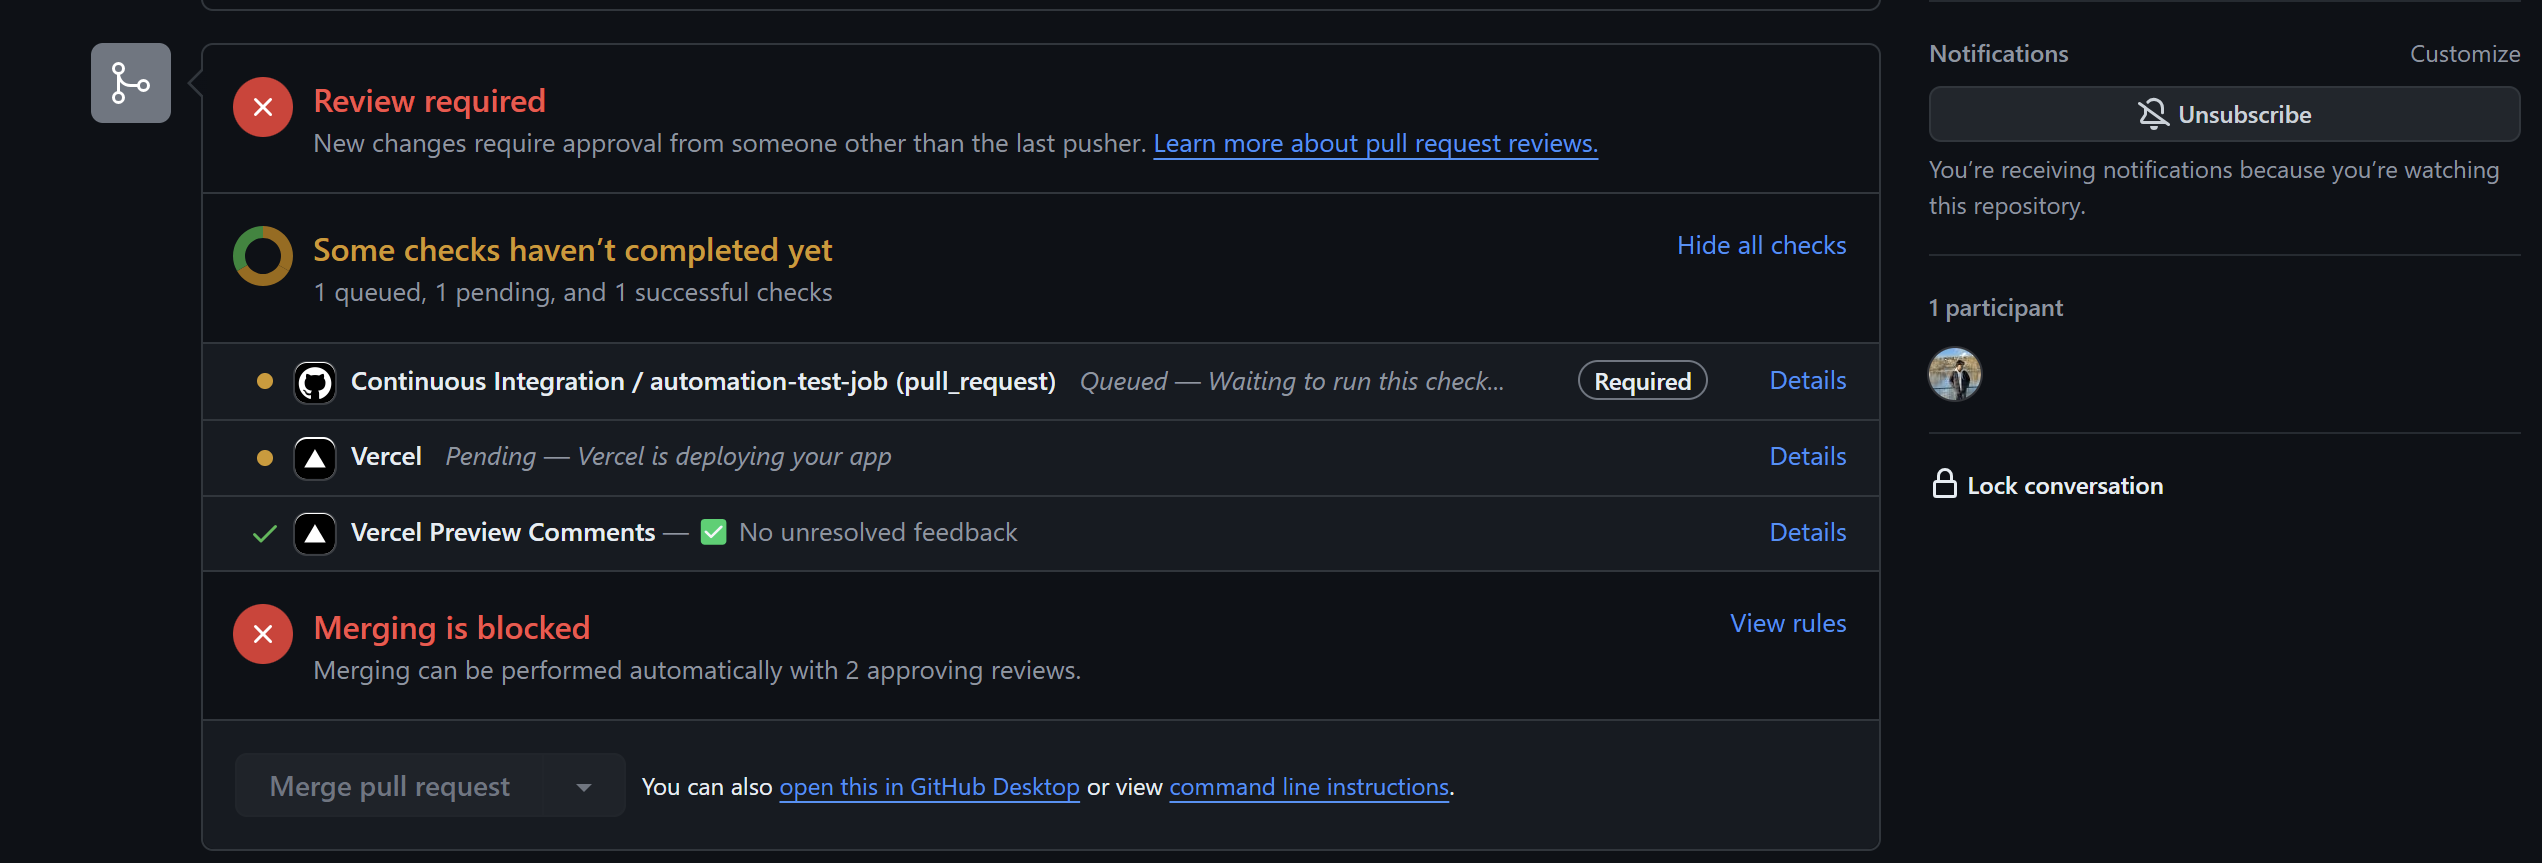 Review required
New changes require approval from someone other than the last pusher. Learn more about pull request reviews.
Some checks haven’t completed yet
Hide all checks
1 queued, 1 pending, and 1 successful checks
Continuous Integration / automation-test-job (pull_request) Queued — Waiting to run this check... Required Details
Vercel Pending — Vercel is deploying your app Details
Vercel Preview Comments — ✅ No unresolved feedback Details
Merging is blocked
View rules
Merging can be performed automatically with 2 approving reviews.
Merge pull request You can also open this in GitHub Desktop or view command line instructions.
Notifications Customize
Unsubscribe
You’re receiving notifications because you’re watching
this repository.
1 participant
Lock conversation